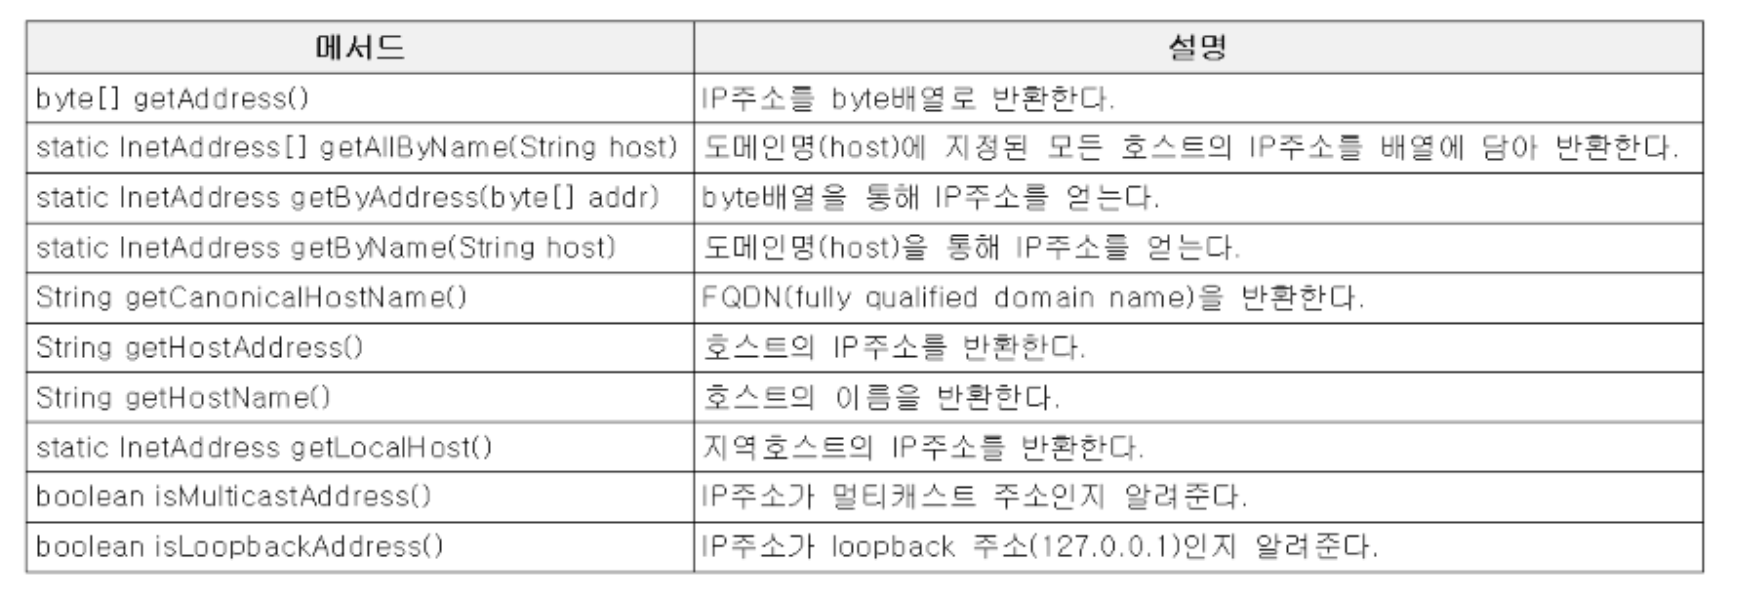 메서드 설명
byte[] getAddress() IP주소를 byte배열로 반환한다.
static InetAddress[] getAllByName(String host) 도메인명(host)에 지정된 모든 호스트의 IP주소를 배열에 담아 반환한다.
static InetAddress getByAddress(byte[] addr) byte배열을 통해 IP주소를 얻는다.
static InetAddress getByName(String host) 도메인명(host)을 통해 IP주소를 얻는다.
String getCanonicalHostName() FQDN(fully qualified domain name)을 반환한다.
String getHostAddress() 호스트의 IP주소를 반환한다.
String getHostName() 호스트의 이름을 반환한다.
static InetAddress getLocalHost() 지역호스트의 IP주소를 반환한다.
boolean isMulticastAddress() IP주소가 멀티캐스트 주소인지 알려준다.
boolean isLoopbackAddress() IP주소가 loopback 주소(127.0.0.1)인지 알려준다.